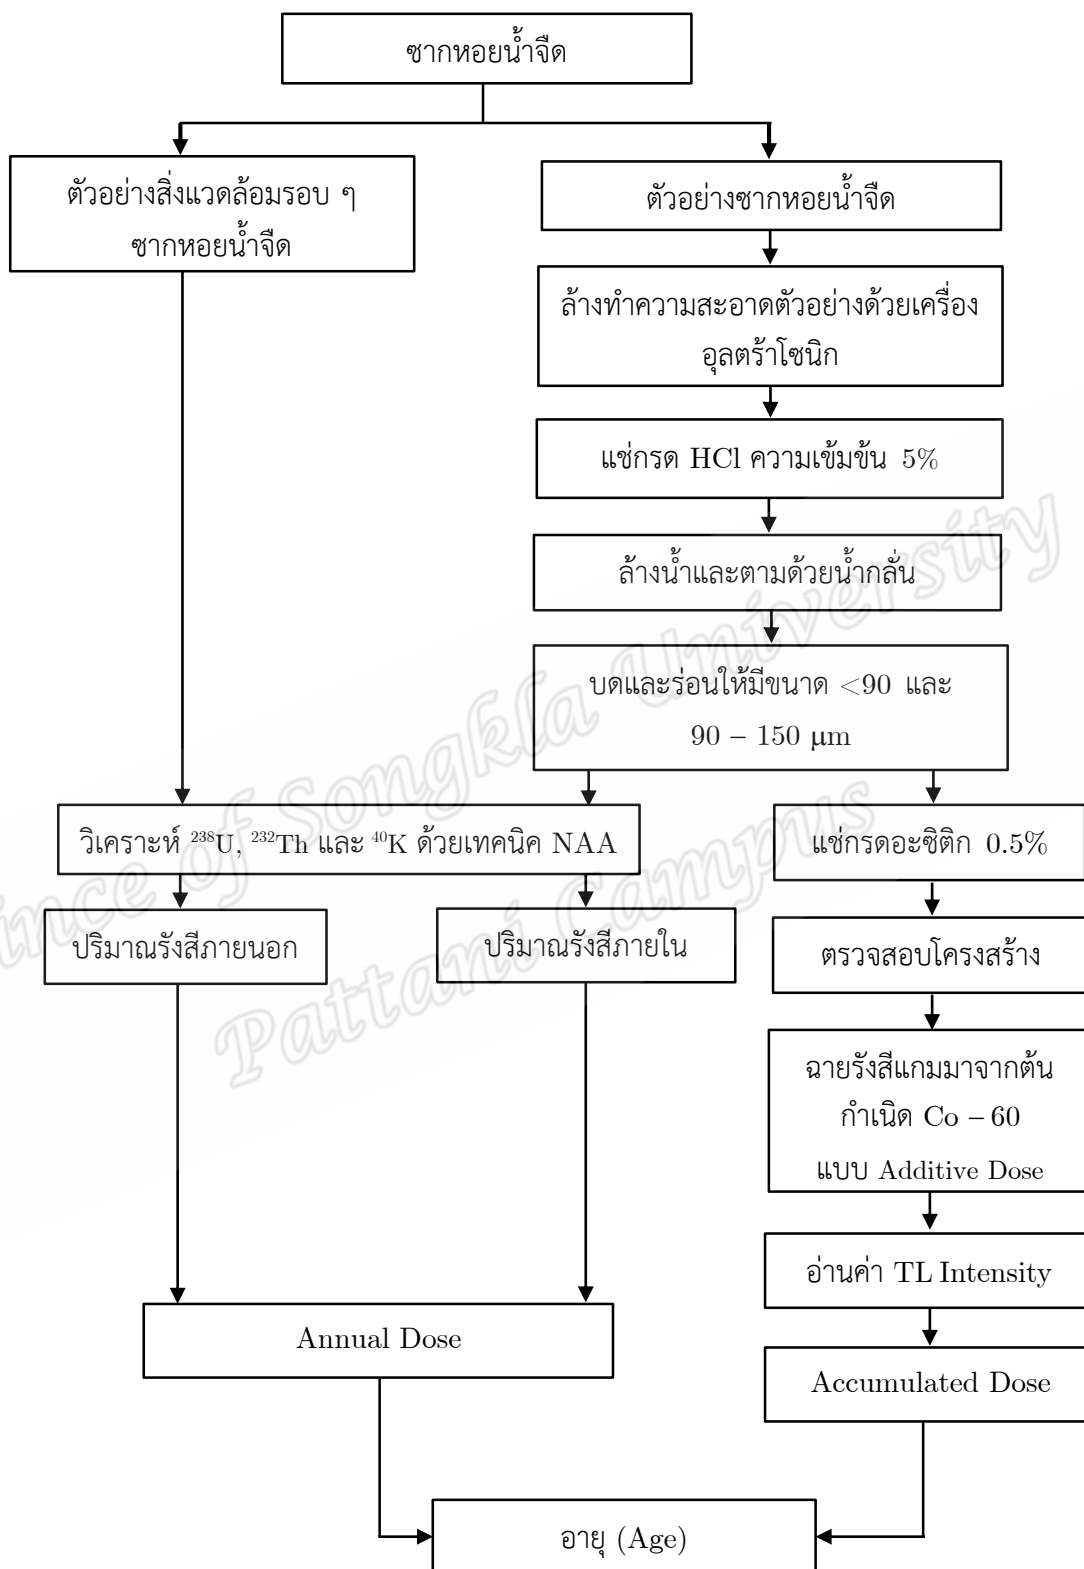 ซากหอยน้ำจืด
ตัวอย่างสิ่งแวดล้อมรอบ ๆ
ซากหอยน้ำจืด
ตัวอย่างซากหอยน้ำจืด
ล้างทำความสะอาดตัวอย่างด้วยเครื่อง
อุลตร้าโซนิก
แช่กรด HCl ความเข้มข้น 5%
ล้างน้ำและตามด้วยน้ำกลั่น
บดและร่อนให้มีขนาด <90 และ
90 – 150 µm
วิเคราะห์ ²³⁸U, ²³²Th และ ⁴⁰K ด้วยเทคนิค NAA
แช่กรดอะซิติก 0.5%
ปริมาณรังสีภายนอก
ปริมาณรังสีภายใน
ตรวจสอบโครงสร้าง
ฉายรังสีแกมมาจากต้น
กำเนิด Co – 60
แบบ Additive Dose
อ่านค่า TL Intensity
Annual Dose
Accumulated Dose
อายุ (Age)
ince of Songkla University
Pattani Campus